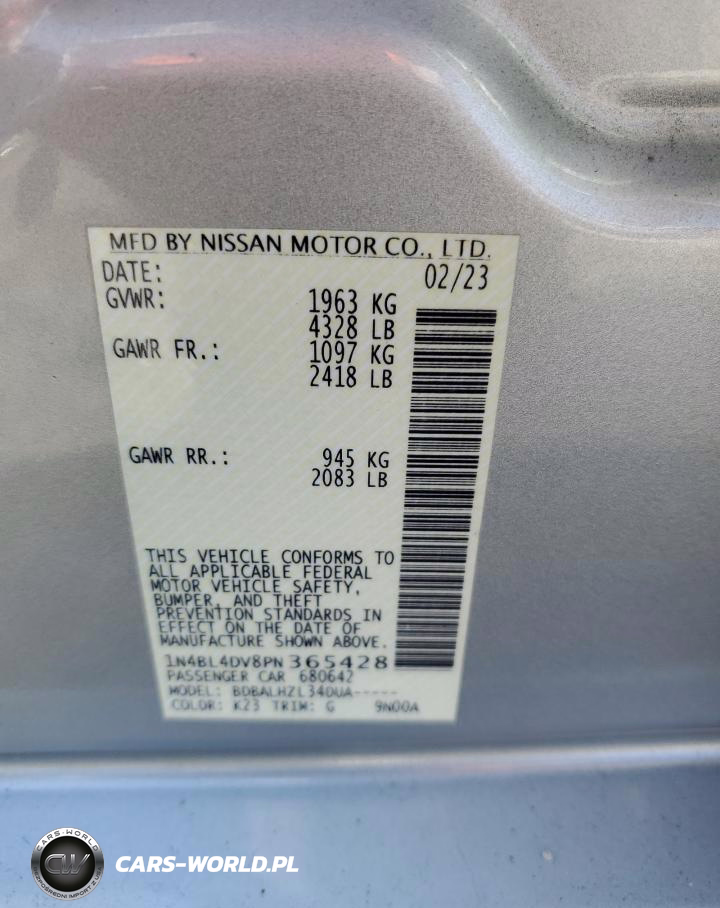 MFD BY NISSAN MOTOR CO., LTD.
DATE: 02/23
GVWR: 1963 KG
4328 LB
GAWR FR.: 1097 KG
2418 LB
GAWR RR.: 945 KG
2083 LB
THIS VEHICLE CONFORMS TO
ALL APPLICABLE FEDERAL
MOTOR VEHICLE SAFETY,
BUMPER, AND THEFT
PREVENTION STANDARDS IN
EFFECT ON THE DATE OF
MANUFACTURE SHOWN ABOVE.
1N4BL4DV8PN365428
PASSENGER CAR 680642
MODEL: BDBALHZL34DUA-----
COLOR: K23 TRIM: G 9N00A
CARS-WORLD
CW
CARS-WORLD.PL